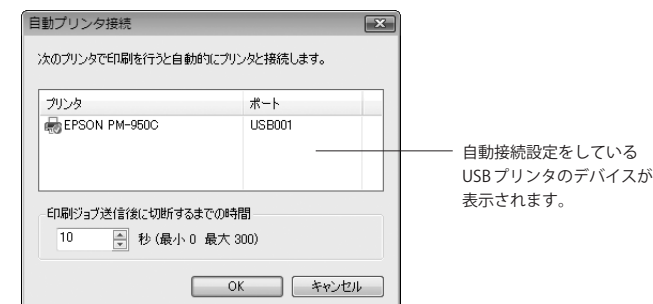 自動プリンタ接続
次のプリンタで印刷を行うと自動的にプリンタと接続します。
プリンタ ポート
EPSON PM-950C USB001
自動接続設定をしている
USBプリンタのデバイスが
表示されます。
印刷ジョブ送信後に切断するまでの時間
10 秒 (最小 0 最大 300)
OK キャンセル